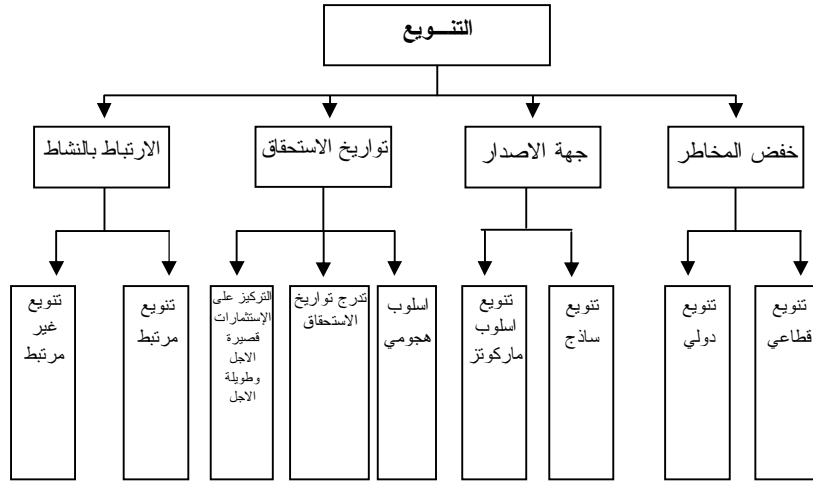 التنـــويع
خفض المخاطر
جهة الاصدار
تواريخ الاستحقاق
الارتباط بالنشاط
تنويع
قطاعي
تنويع
دولي
تنويع
ساذج
تنويع
اسلوب
ماركوتز
اسلوب
هجومي
تدرج تواريخ
الاستحقاق
التركيز على
الإستثمارات
قصيرة
الاجل
وطويلة
الاجل
تنويع
مرتبط
تنويع
غير
مرتبط